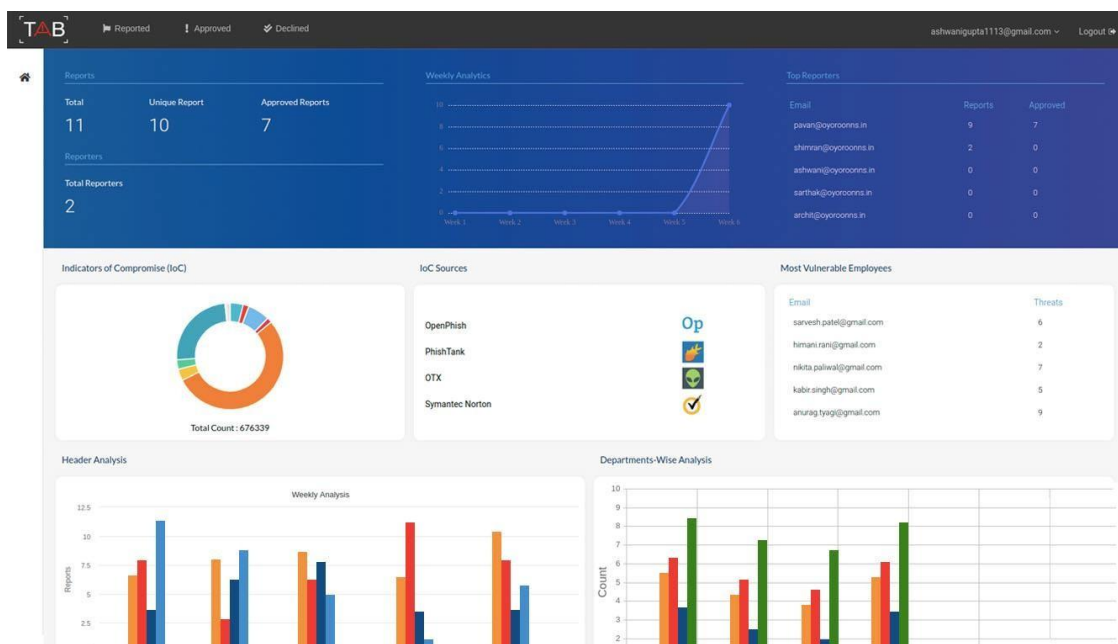 TAB Reported Approved Declined ashwanigupta1113@gmail.com Logout
Reports
Total Unique Report Approved Reports
11 10 7
Reporters
Total Reporters
2
Weekly Analytics
10
8
6
4
2
0
Week 1 Week 2 Week 3 Week 4 Week 5 Week 6
Top Reporters
Email Reports Approved
pavan@oyoroonns.in 9 7
shimran@oyoroonns.in 2 0
ashwani@oyoroonns.in 0 0
sarthak@oyoroonns.in 0 0
archit@oyoroonns.in 0 0
Indicators of Compromise (IoC)
Total Count : 676339
IoC Sources
OpenPhish Op
PhishTank
OTX
Symantec Norton
Most Vulnerable Employees
Email Threats
sarvesh.patel@gmail.com 6
himani.rani@gmail.com 2
nikita.paliwal@gmail.com 7
kabir.singh@gmail.com 5
anurag.tyagi@gmail.com 9
Header Analysis
Weekly Analysis
Reports
12.5
10
7.5
5
2.5
Departments-Wise Analysis
Count
10
9
8
7
6
5
4
3
2